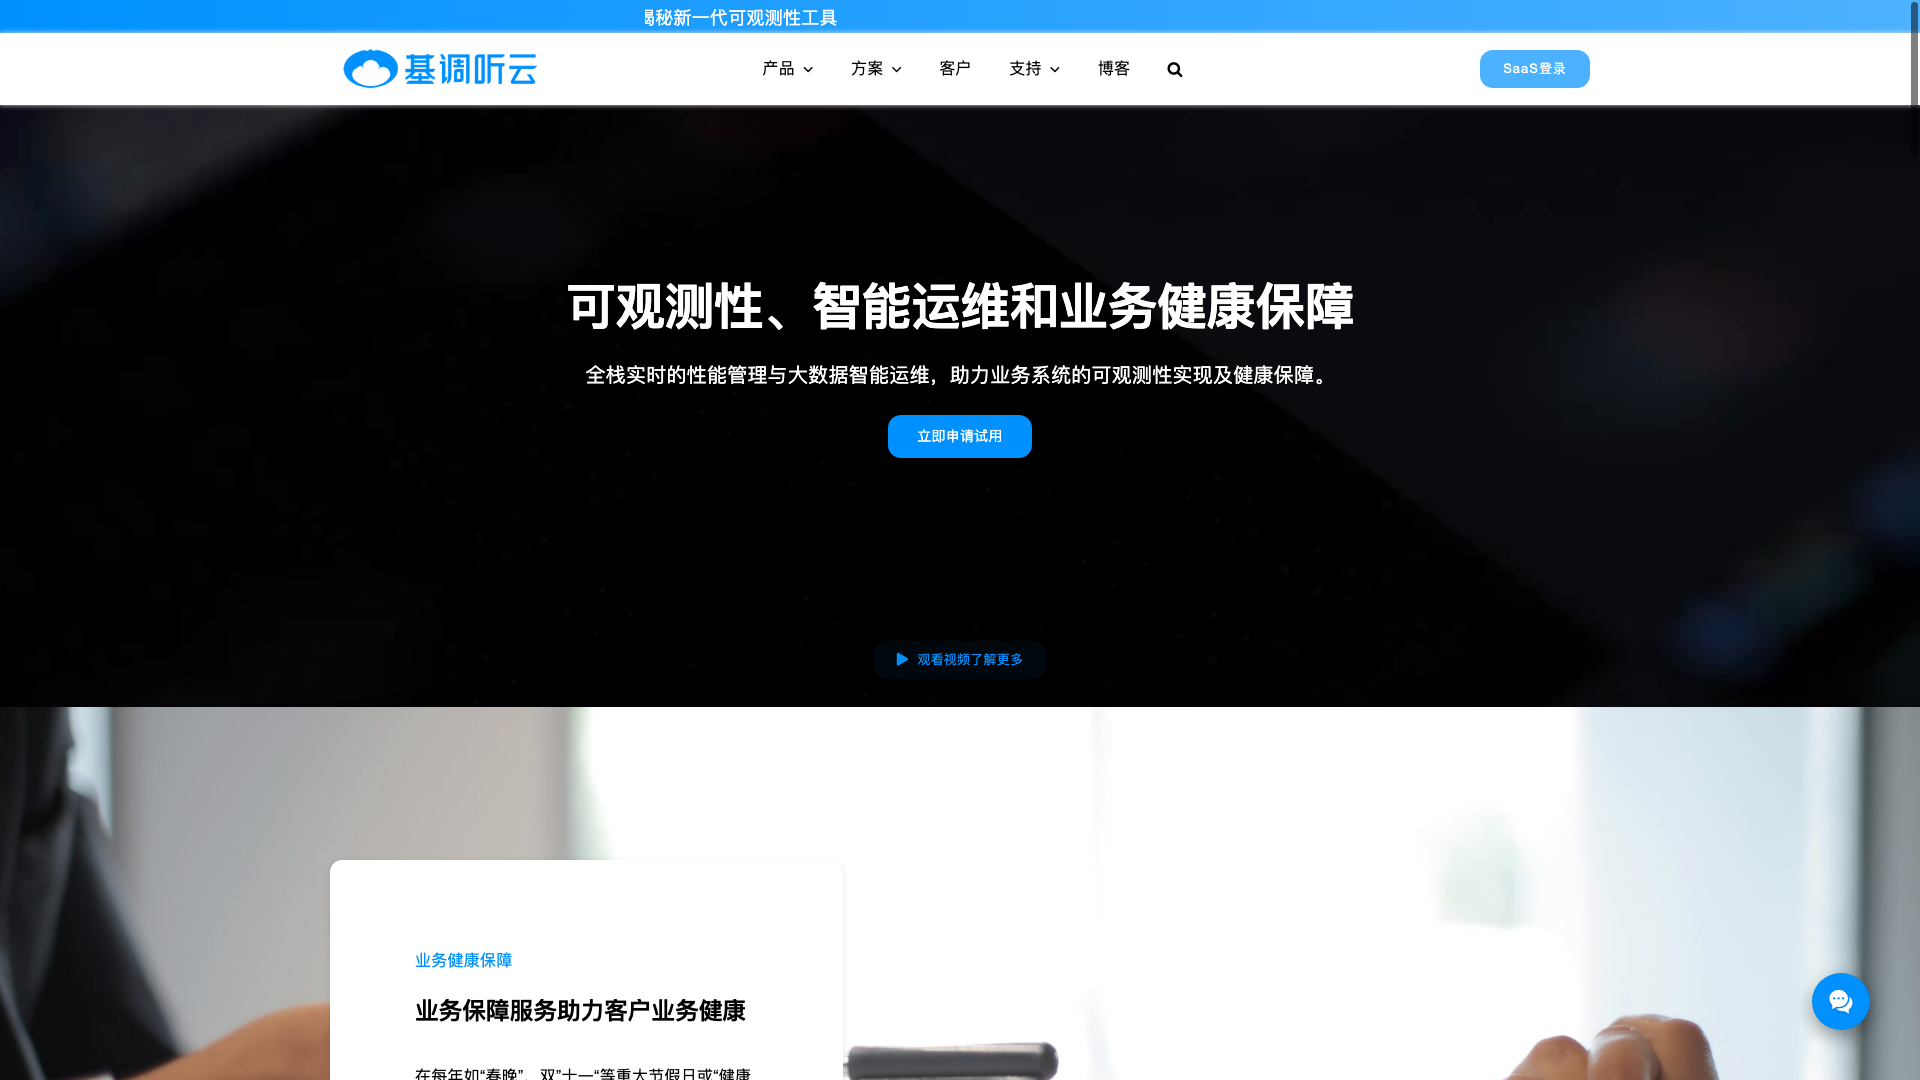 揭秘新一代可观测性工具
基调听云
产品
方案
客户
支持
博客
SaaS登录
可观测性、智能运维和业务健康保障
全栈实时的性能管理与大数据智能运维，助力业务系统的可观测性实现及健康保障。
立即申请试用
观看视频了解更多
业务健康保障
业务保障服务助力客户业务健康
在每年如“春晚”、双”十一“等重大节假日或“健康